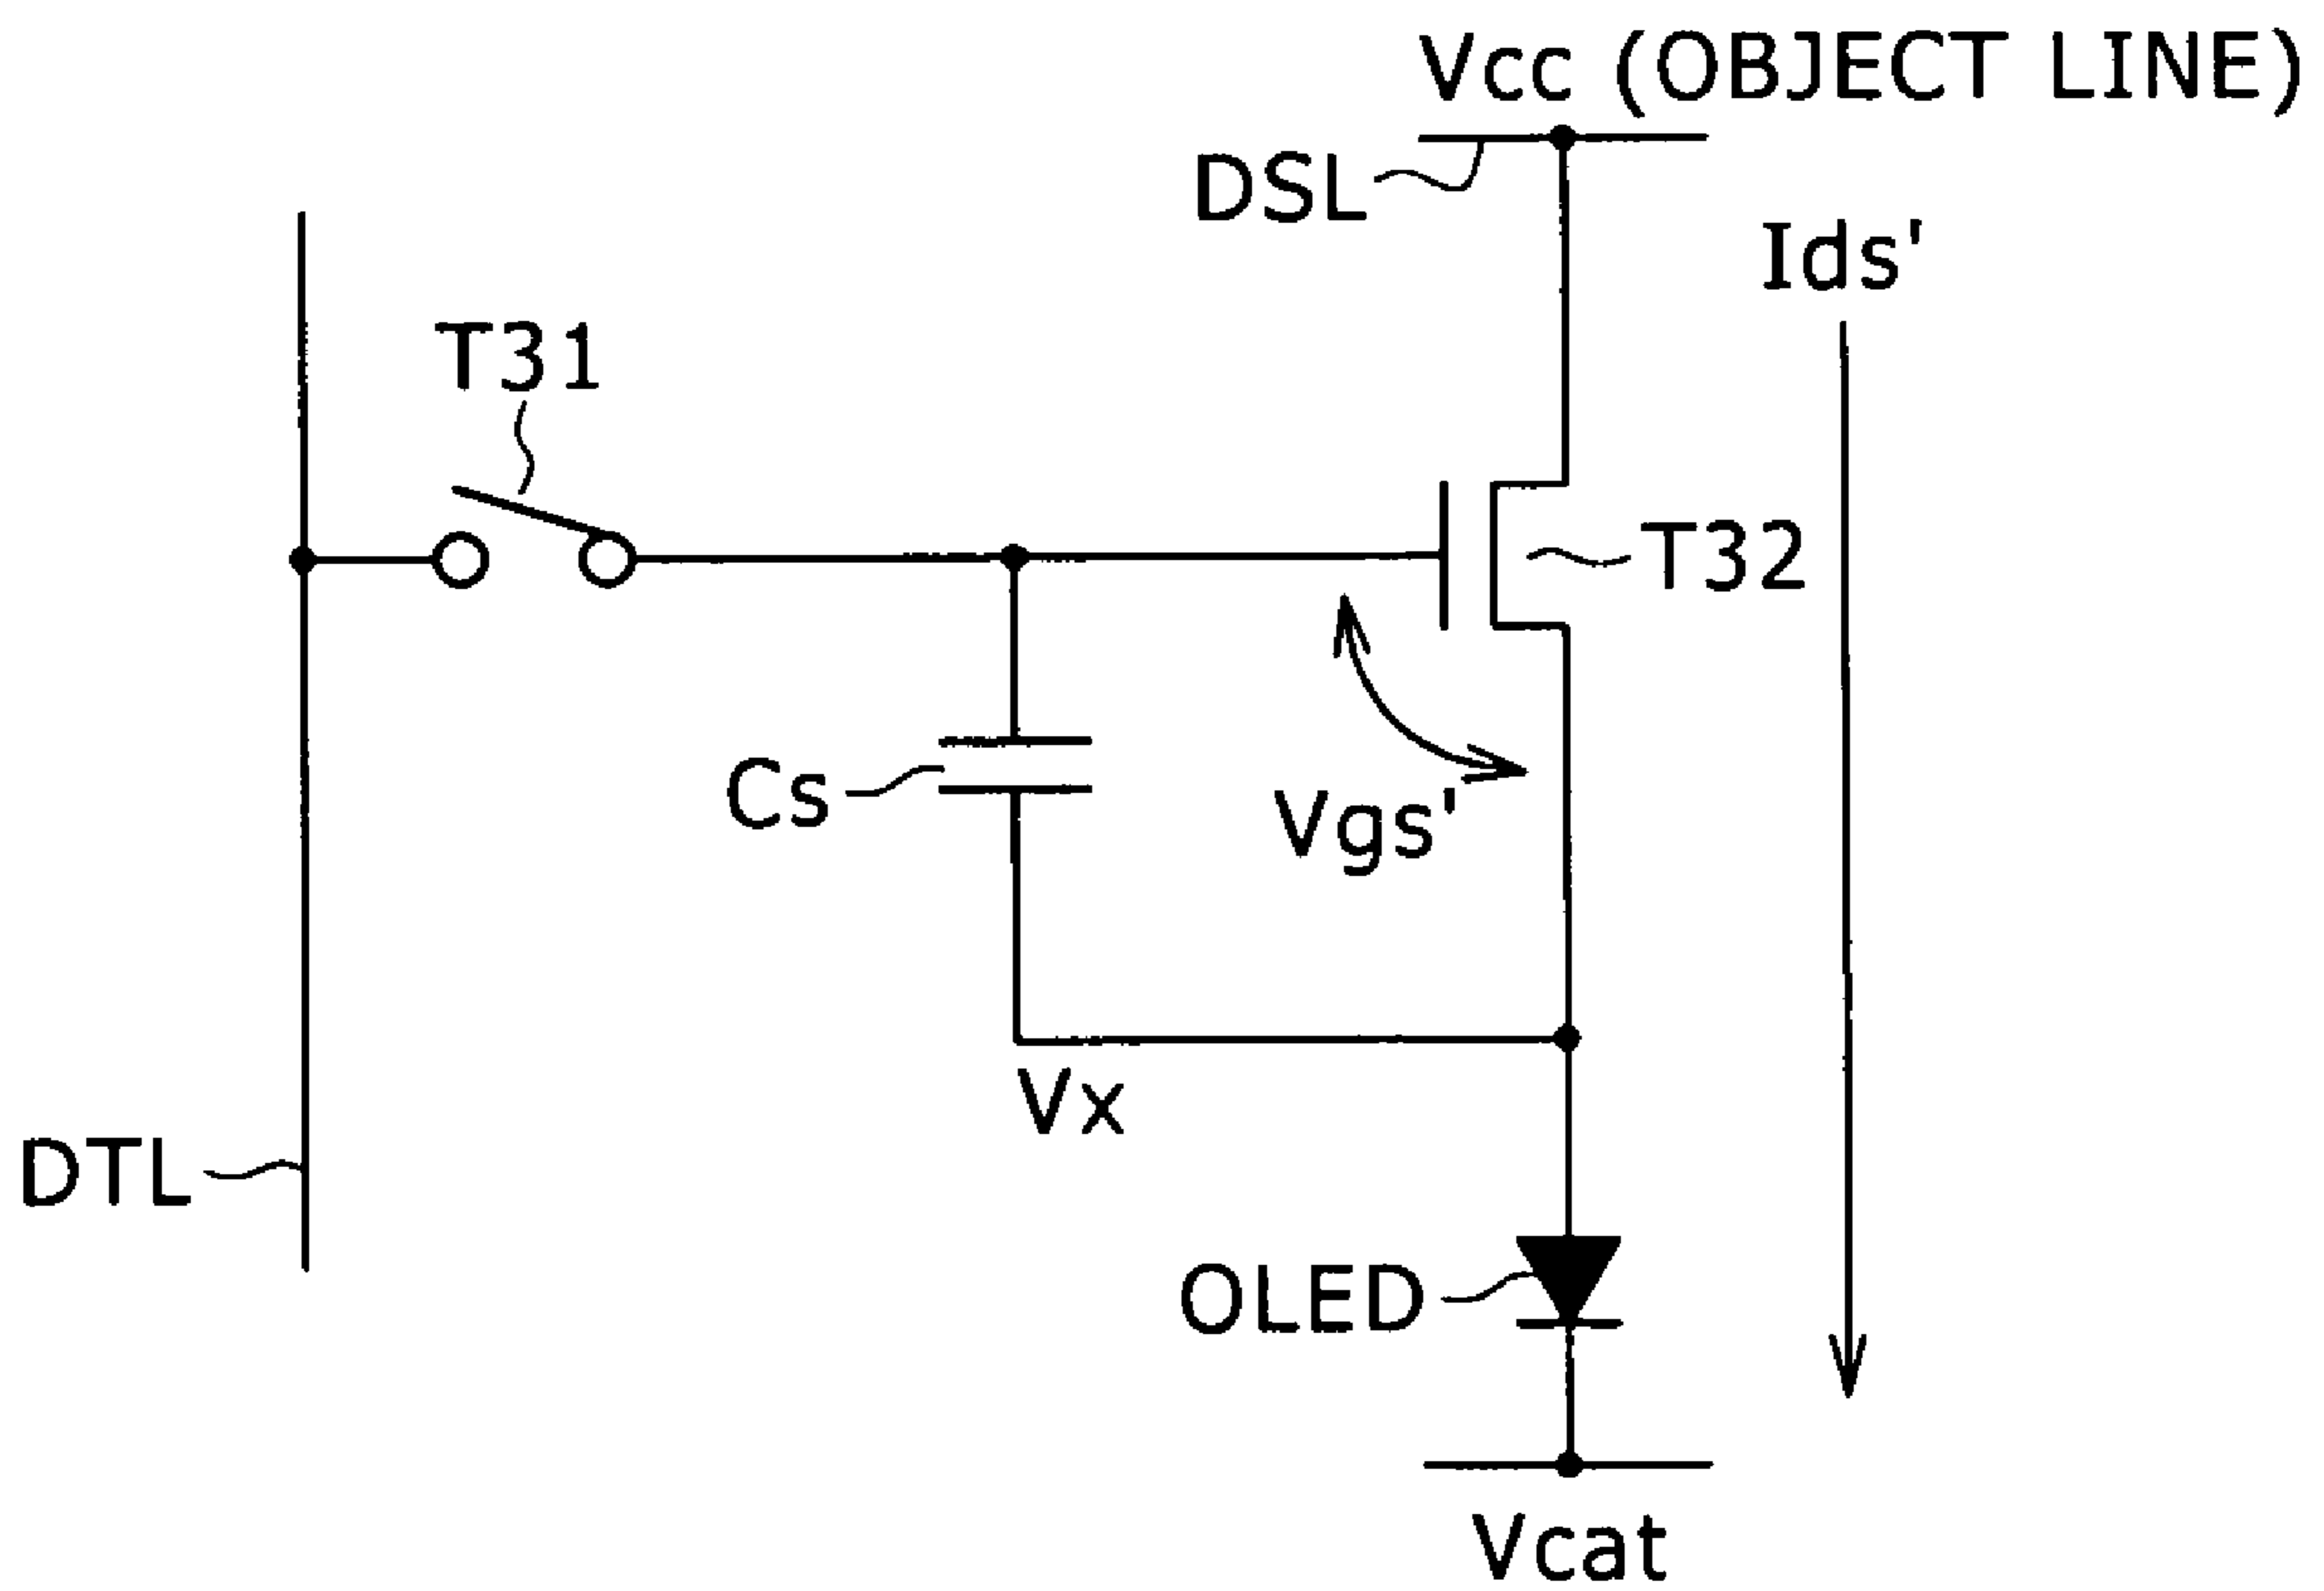 Vcc (OBJECT LINE)
DSL
Ids'
T31
T32
Cs
Vgs'
Vx
DTL
OLED
Vcat